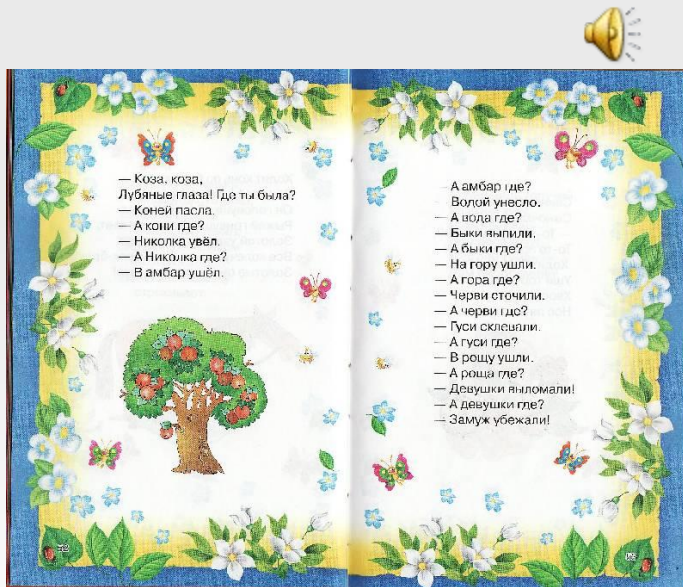 — Коза, коза,
Лубяные глаза! Где ты была?
— Коней пасла.
— А кони где?
— Николка увёл.
— А Николка где?
— В амбар ушёл.
— А амбар где?
Водой унесло.
— А вода где?
— Быки выпили.
— А быки где?
— На гору ушли.
— А гора где?
— Черви сточили.
— А черви где?
— Гуси склевали.
— А гуси где?
— В рощу ушли.
— А роща где?
— Девушки выломали!
— А девушки где?
— Замуж убежали!